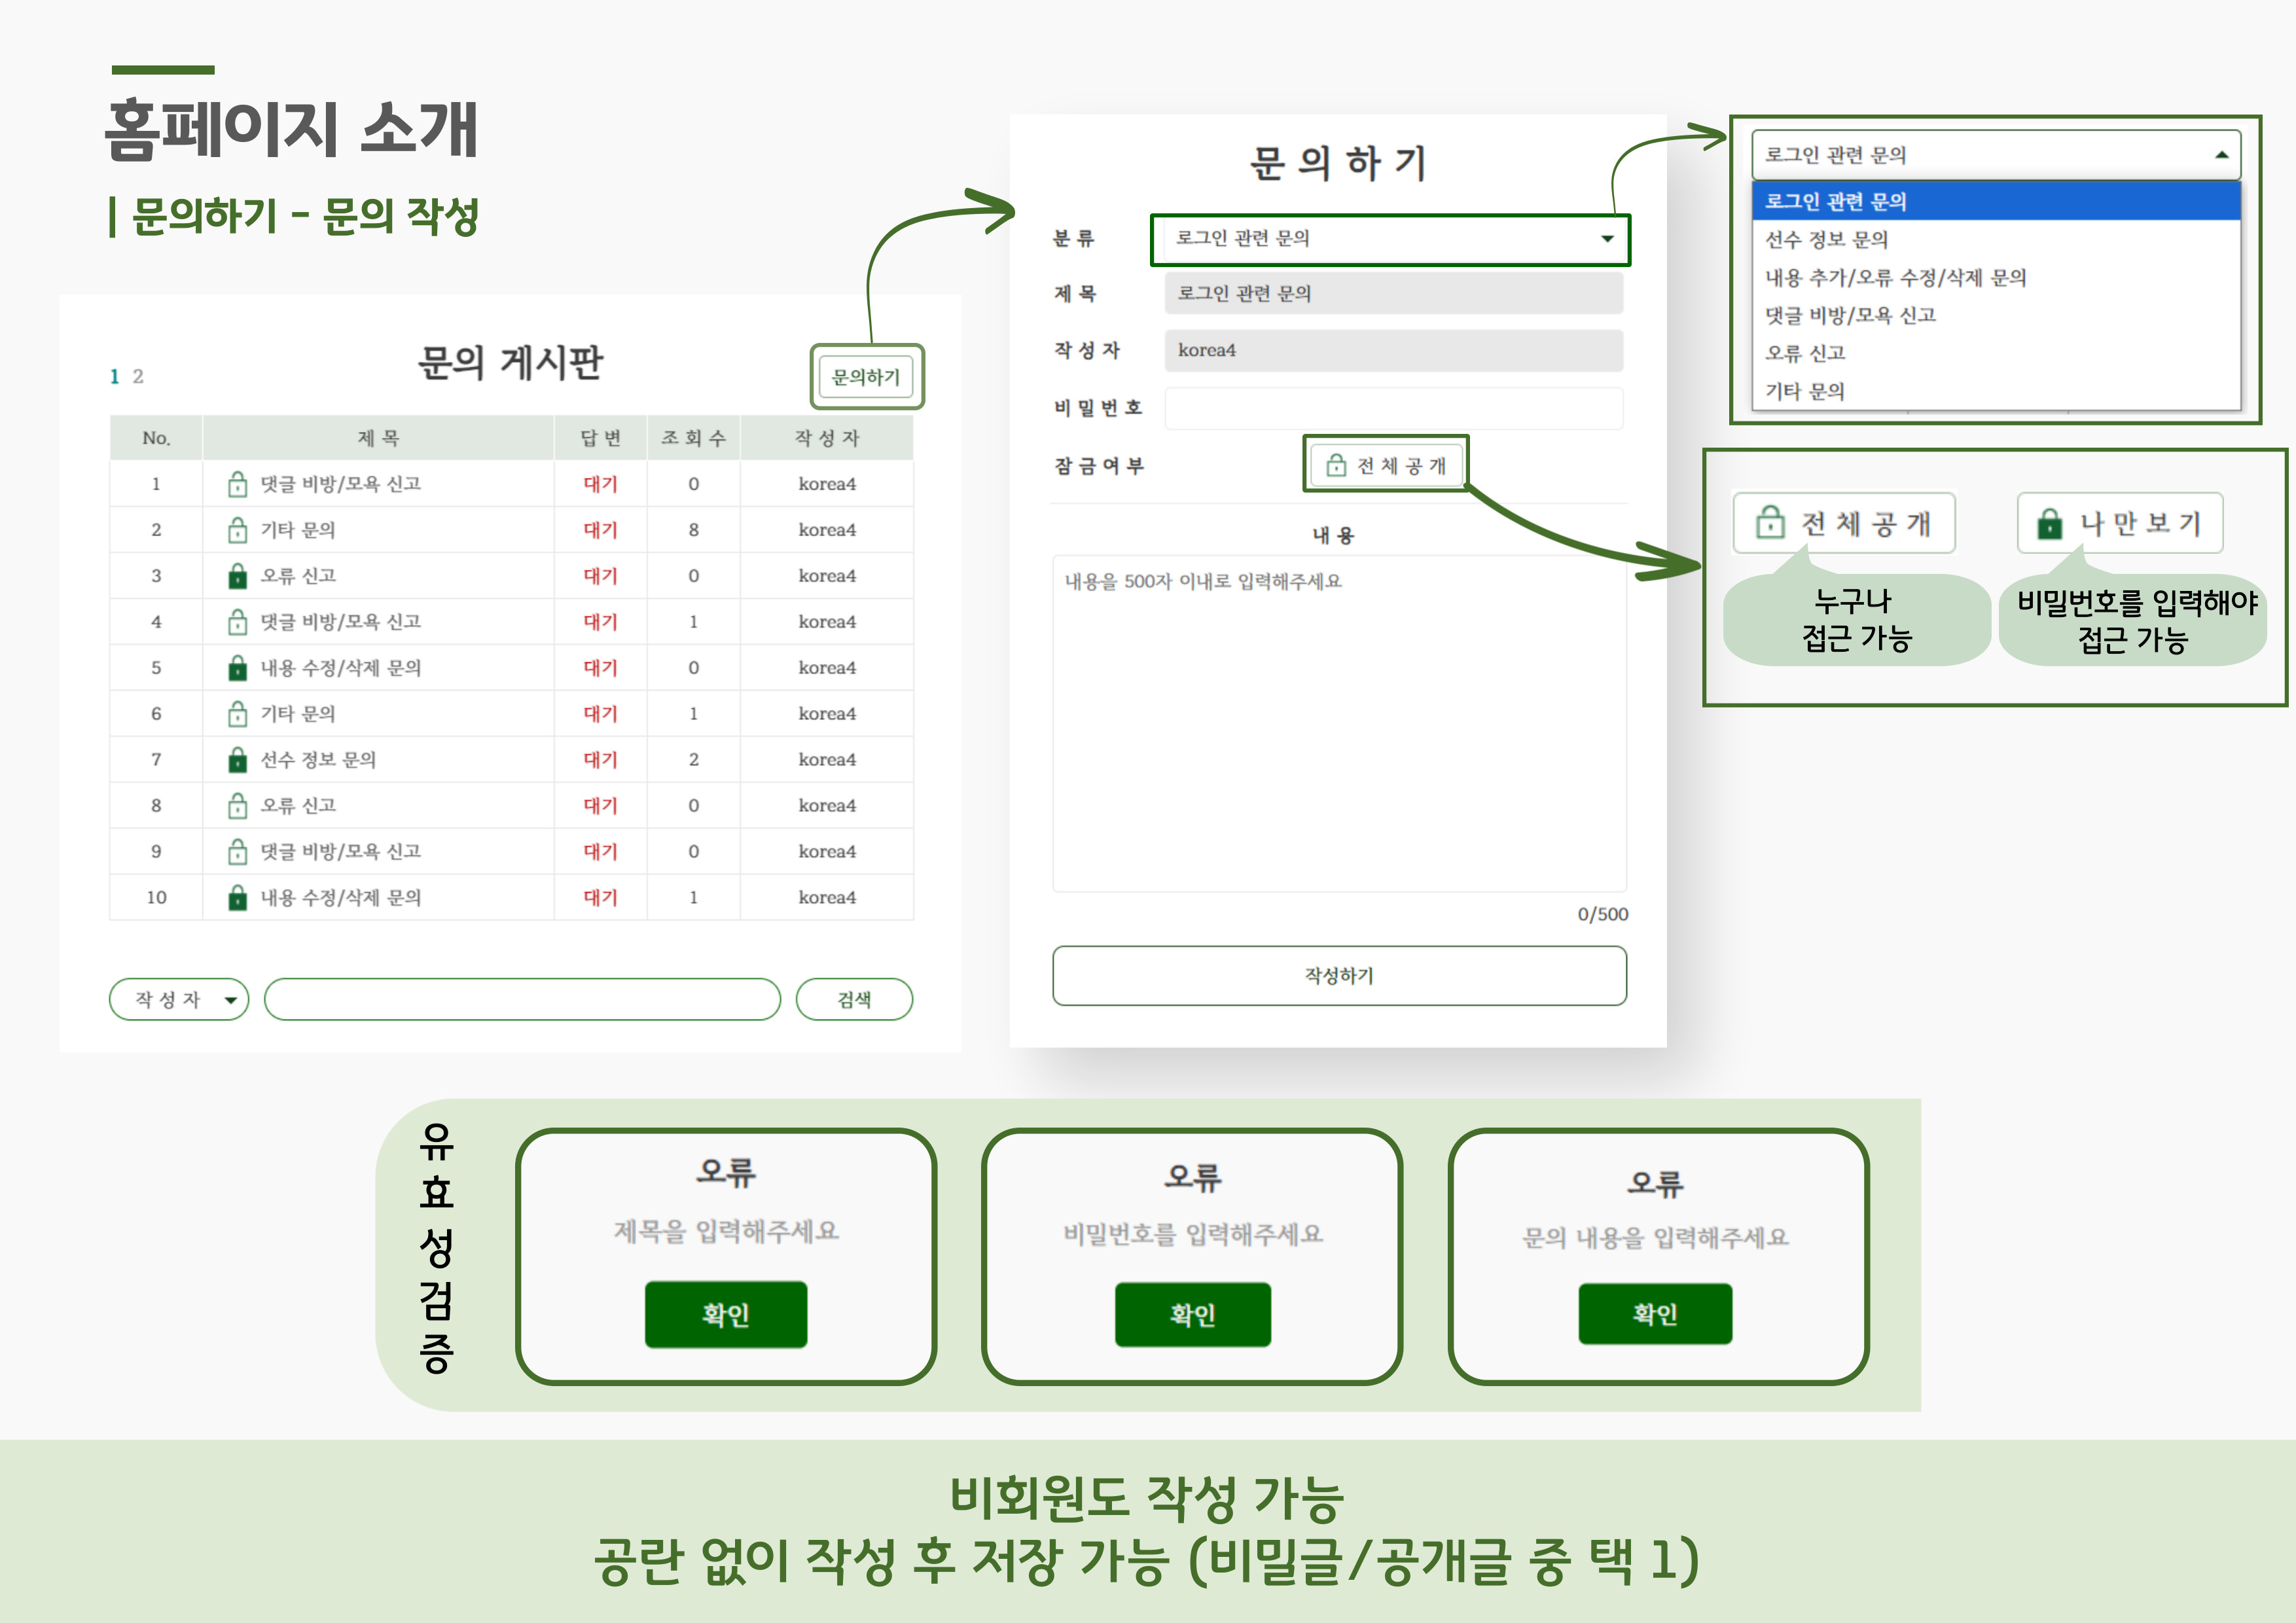 홈페이지 소개
| 문의하기 - 문의 작성
1 2
문의 게시판
문의하기
No. 제 목 답 변 조 회 수 작 성 자
1 댓글 비방/모욕 신고 대기 0 korea4
2 기타 문의 대기 8 korea4
3 오류 신고 대기 0 korea4
4 댓글 비방/모욕 신고 대기 1 korea4
5 내용 수정/삭제 문의 대기 0 korea4
6 기타 문의 대기 1 korea4
7 선수 정보 문의 대기 2 korea4
8 오류 신고 대기 0 korea4
9 댓글 비방/모욕 신고 대기 0 korea4
10 내용 수정/삭제 문의 대기 1 korea4
작 성 자
검색
문 의 하 기
분 류 로그인 관련 문의
제 목 로그인 관련 문의
작 성 자 korea4
비 밀 번 호
잠 금 여 부 전 체 공 개
내 용
내용을 500자 이내로 입력해주세요
0/500
작성하기
로그인 관련 문의
로그인 관련 문의
선수 정보 문의
내용 추가/오류 수정/삭제 문의
댓글 비방/모욕 신고
오류 신고
기타 문의
전 체 공 개
누구나
접근 가능
나 만 보 기
비밀번호를 입력해야
접근 가능
유
효
성
검
증
오류
제목을 입력해주세요
확인
오류
비밀번호를 입력해주세요
확인
오류
문의 내용을 입력해주세요
확인
비회원도 작성 가능
공란 없이 작성 후 저장 가능 (비밀글/공개글 중 택 1)